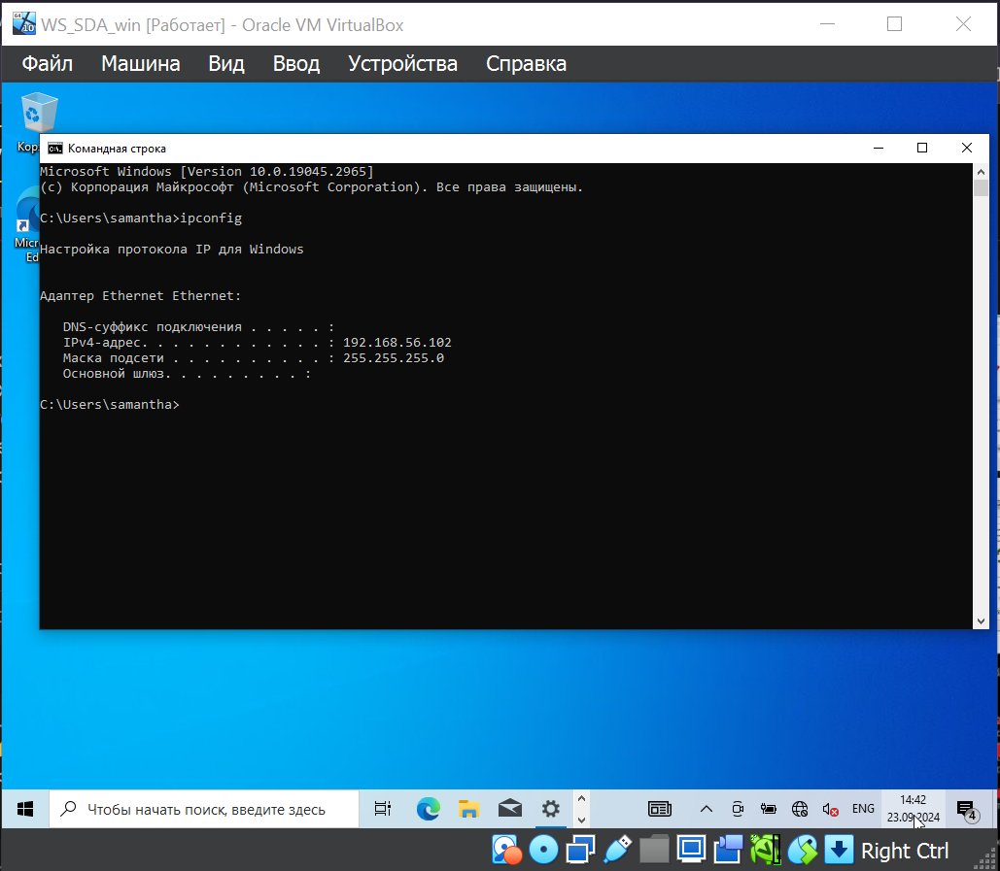 WS_SDA_win [Работает] - Oracle VM VirtualBox
Файл Машина Вид Ввод Устройства Справка
Командная строка
Microsoft Windows [Version 10.0.19045.2965]
(c) Корпорация Майкрософт (Microsoft Corporation). Все права защищены.
C:\Users\samantha>ipconfig
Настройка протокола IP для Windows
Адаптер Ethernet Ethernet:
DNS-суффикс подключения . . . . . :
IPv4-адрес. . . . . . . . . . . . : 192.168.56.102
Маска подсети . . . . . . . . . . : 255.255.255.0
Основной шлюз. . . . . . . . . :
C:\Users\samantha>
Чтобы начать поиск, введите здесь
ENG
14:42
23.09.2024
4
Right Ctrl